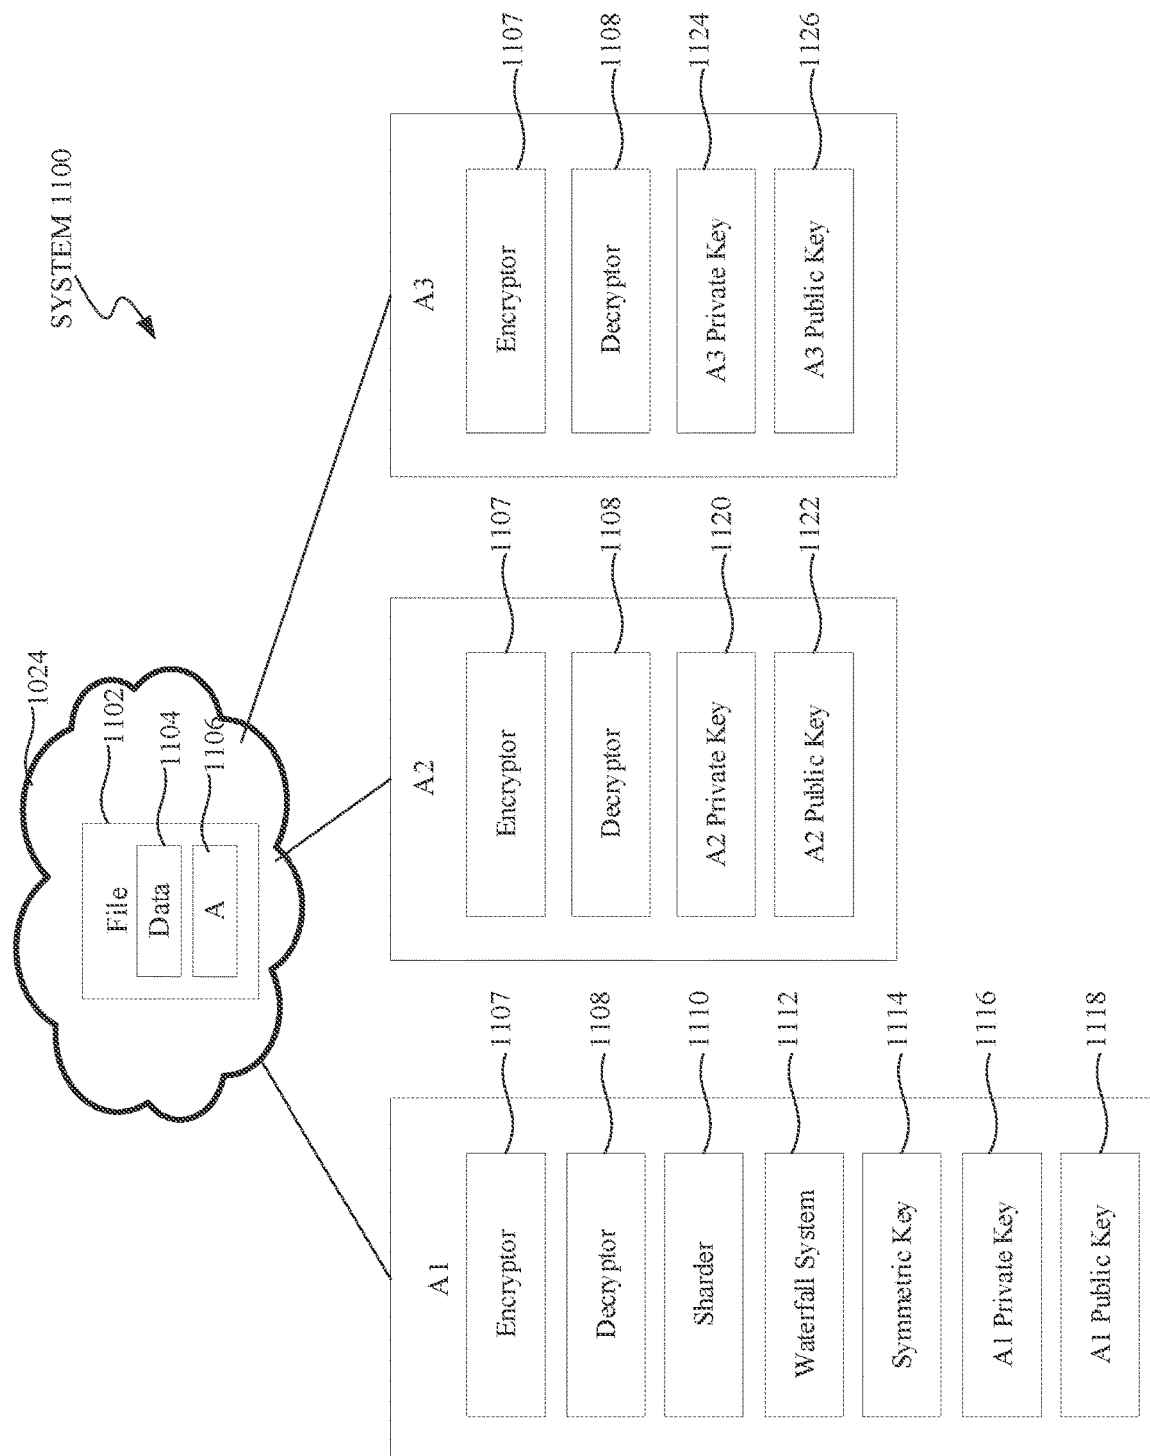 SYSTEM 1100
1024
1102
1104
1106
File
Data
A
A1
Encryptor
1107
Decryptor
1108
Sharder
1110
Waterfall System
1112
Symmetric Key
1114
A1 Private Key
1116
A1 Public Key
1118
A2
Encryptor
1107
Decryptor
1108
A2 Private Key
1120
A2 Public Key
1122
A3
Encryptor
1107
Decryptor
1108
A3 Private Key
1124
A3 Public Key
1126